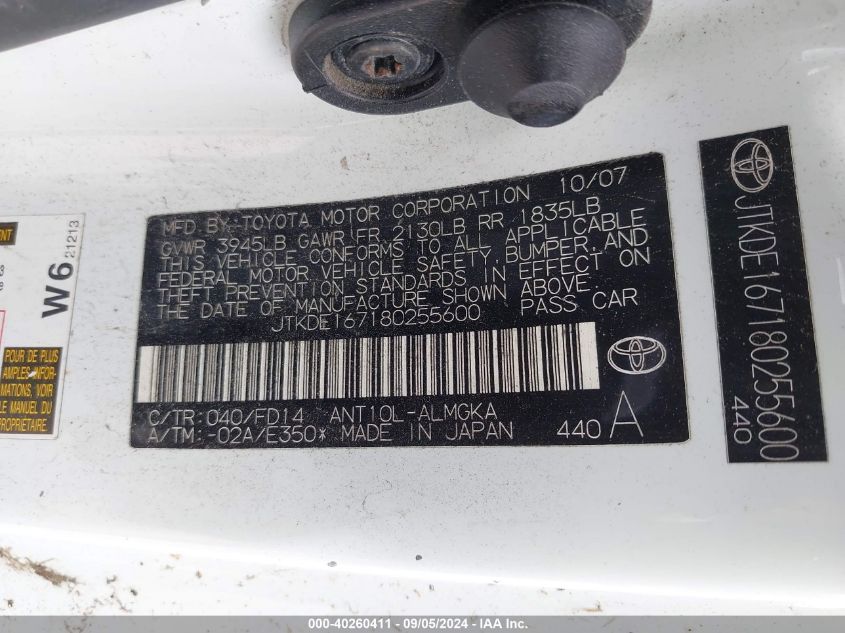 MFD. BY: TOYOTA MOTOR CORPORATION 10/07
GVWR 3945LB GAWR FR 2130LB RR 1835LB
THIS VEHICLE CONFORMS TO ALL APPLICABLE
FEDERAL MOTOR VEHICLE SAFETY, BUMPER, AND
THEFT PREVENTION STANDARDS IN EFFECT ON
THE DATE OF MANUFACTURE SHOWN ABOVE.
JTKDE167180255600 PASS CAR
C/TR: 040/FD14 ANT10L-ALMGKA
A/TM: -02A/E350* MADE IN JAPAN 440 A
JTKDE167180255600
440
W6 21213
POUR DE PLUS
AMPLES INFOR-
MATIONS, VOIR
LE MANUEL DU
PROPRIÉTAIRE.
000-40260411 - 09/05/2024 - IAA Inc.